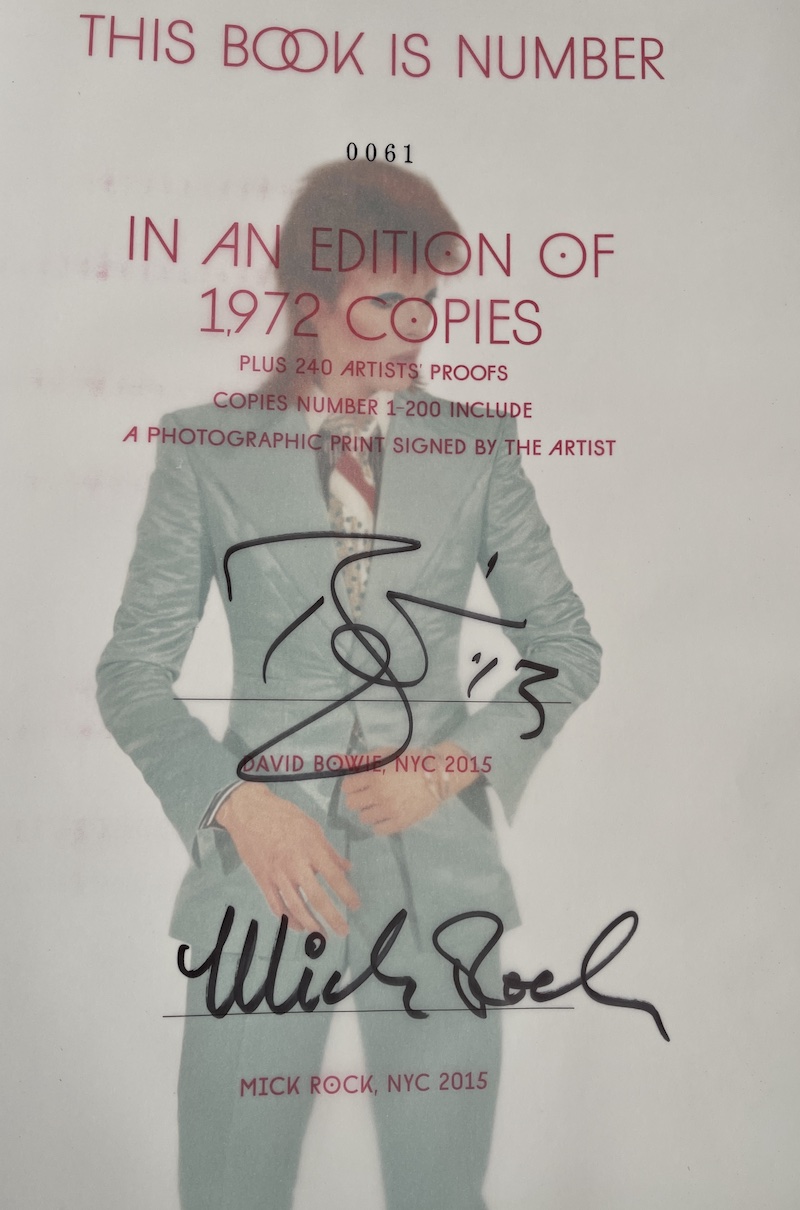 THIS BOOK IS NUMBER
0061
IN AN EDITION OF
1,972 COPIES
PLUS 240 ARTISTS' PROOFS
COPIES NUMBER 1-200 INCLUDE
A PHOTOGRAPHIC PRINT SIGNED BY THE ARTIST
DAVID BOWIE, NYC 2015
Mick Rock
MICK ROCK, NYC 2015